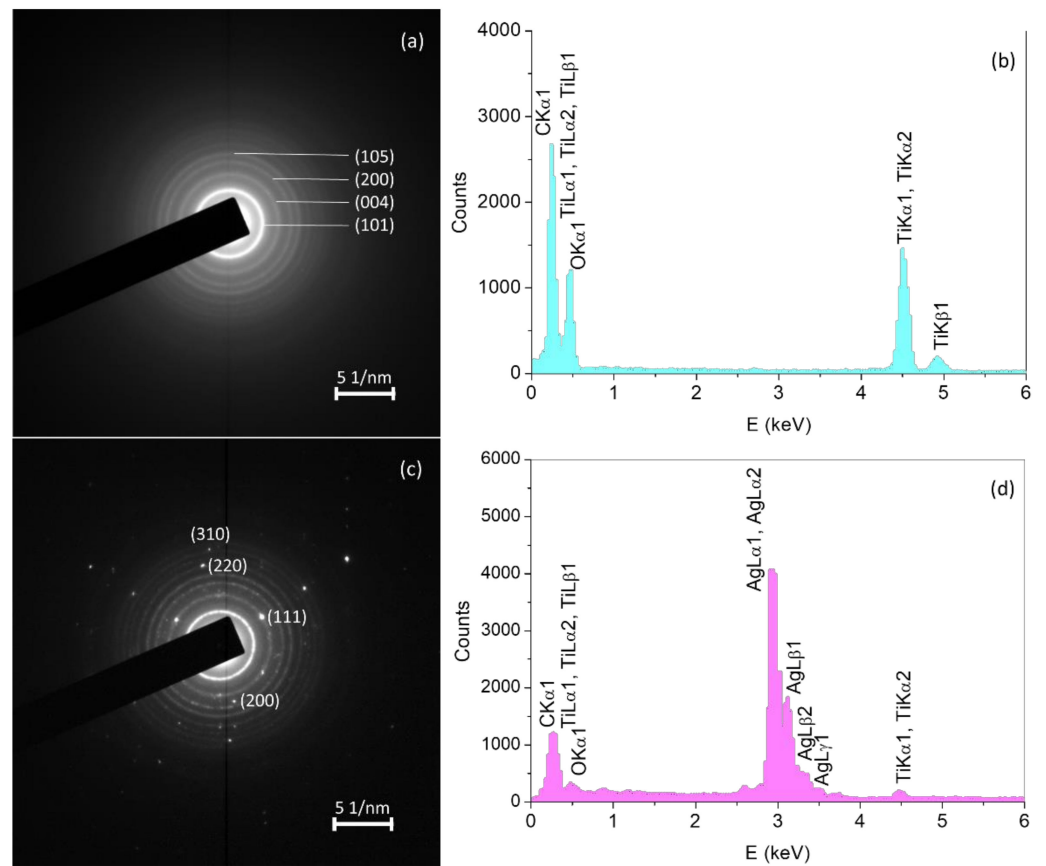 (a)
(105)
(200)
(004)
(101)
5 1/nm
(b)
4000
3000
2000
1000
0
Counts
CKα1
OKα1
TiLα1, TiLα2, TiLβ1
TiKα1, TiKα2
TiKβ1
0 1 2 3 4 5 6
E (keV)
(c)
(310)
(220)
(111)
(200)
5 1/nm
(d)
6000
5000
4000
3000
2000
1000
0
Counts
CKα1
TiLα1, TiLα2, TiLβ1
OKα1
AgLα1, AgLα2
AgLβ1
AgLβ2
AgLγ1
TiKα1, TiKα2
0 1 2 3 4 5 6
E (keV)